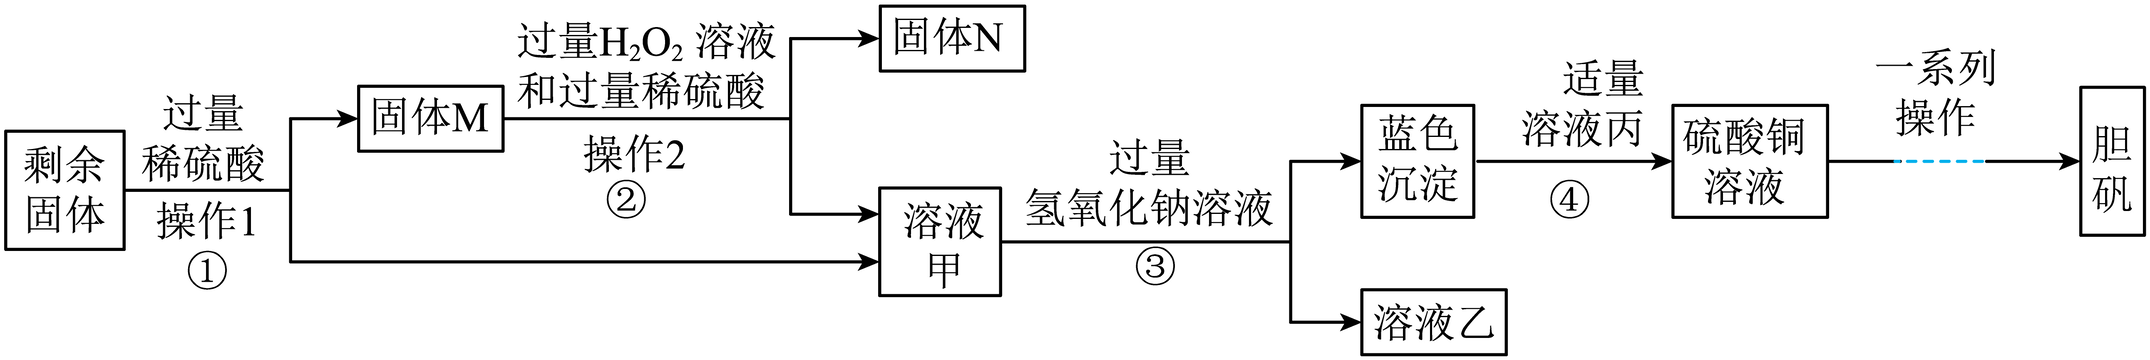 剩余
固体
过量
稀硫酸
操作1
①
固体M
过量H₂O₂ 溶液
和过量稀硫酸
操作2
②
固体N
溶液
甲
过量
氢氧化钠溶液
③
蓝色
沉淀
溶液乙
适量
溶液丙
④
硫酸铜
溶液
一系列
操作
胆
矾